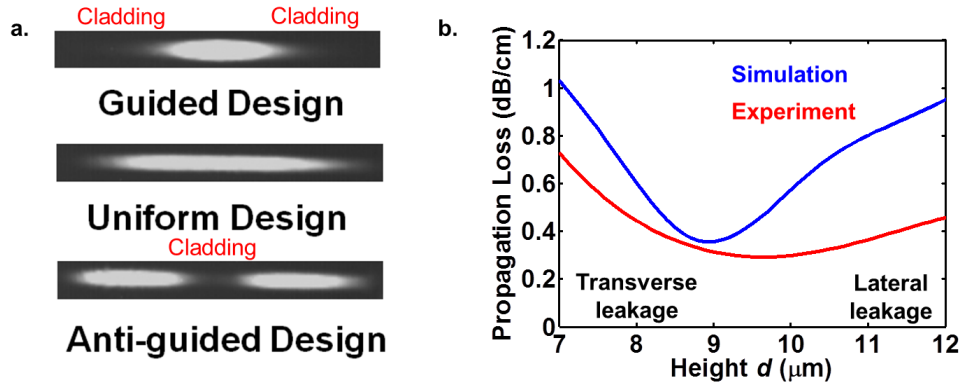 a.
Cladding Cladding
Guided Design
Uniform Design
Cladding
Anti-guided Design
b.
Propagation Loss (dB/cm)
1.2
1
0.8
0.6
0.4
0.2
0
Simulation
Experiment
Transverse
leakage
Lateral
leakage
7 8 9 10 11 12
Height d (μm)